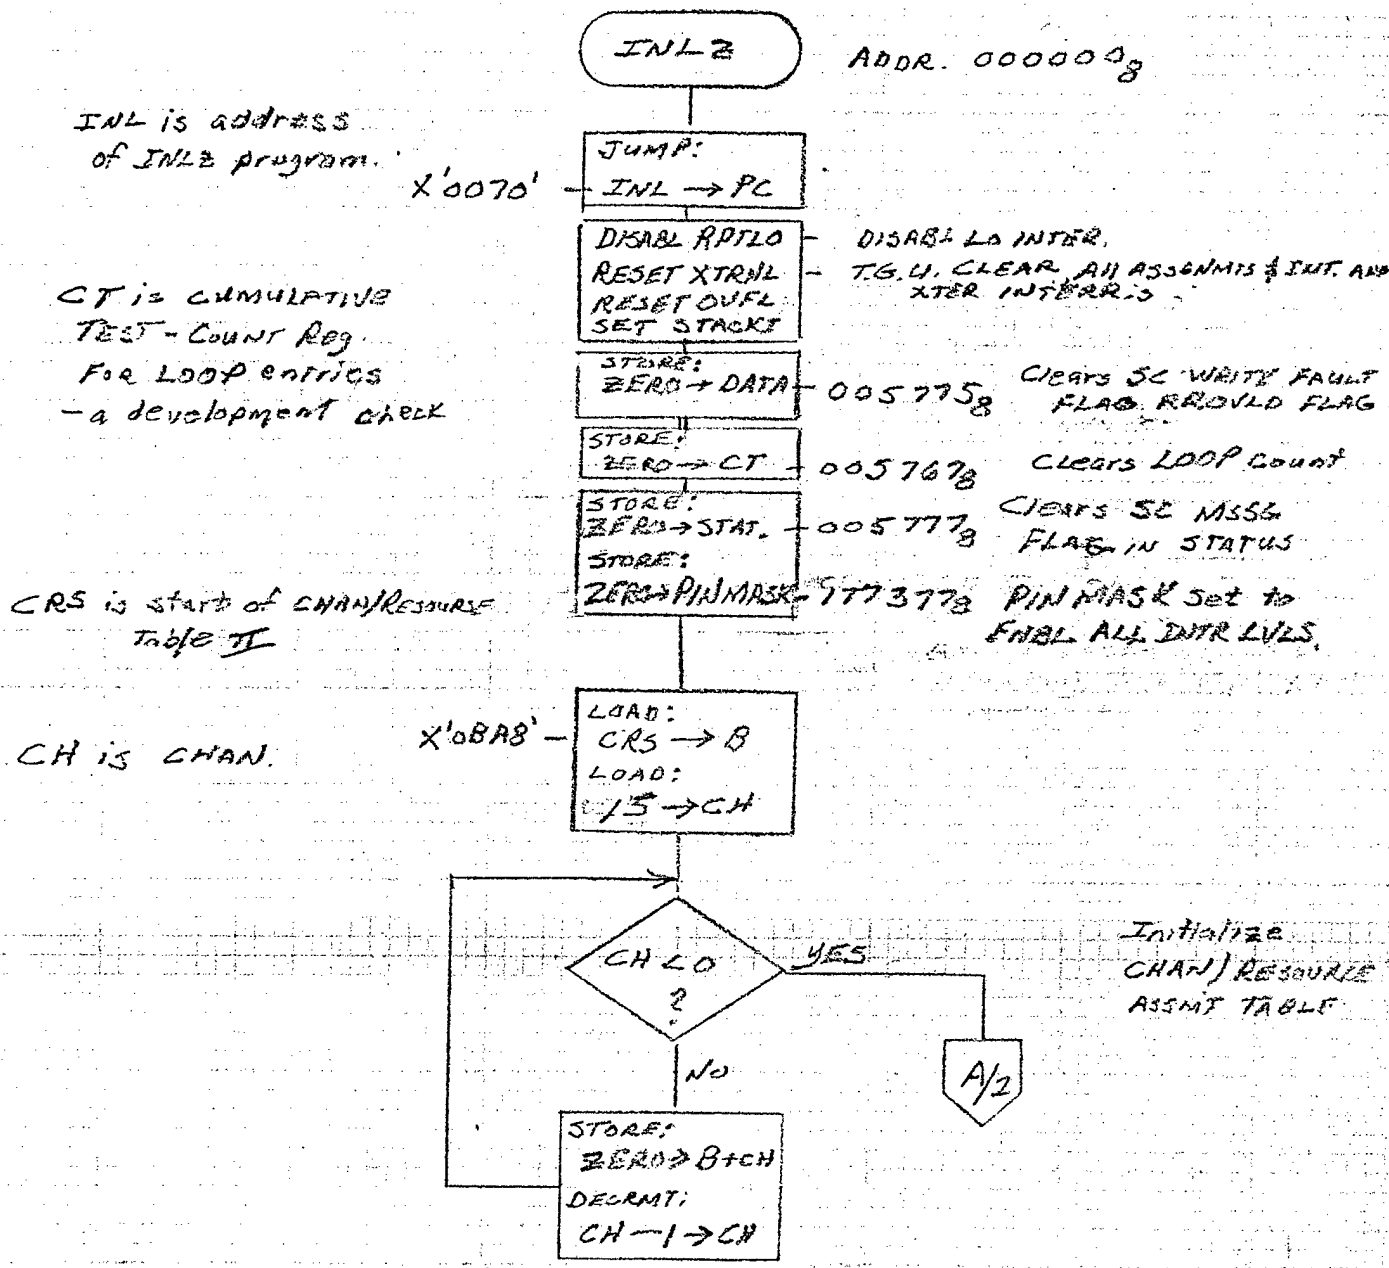 INLZ
ADDR. 000000₈
INL is address
of INLZ program.
JUMP:
X'0070' — INL → PC
DISABL RPTLO — DISABL LO INTER.
RESET XTRNL — T.G.U. CLEAR All ASSGNMTS & INT. AND
XTER INTERR.S
RESET OVFL
SET STACKT
CT is CUMULATIVE
TEST-COUNT Reg.
FOR LOOP entries
— a development check
STORE:
ZERO → DATA — 005775₈
Clears SC WRITE FAULT
FLAG RROVLD FLAG
STORE:
ZERO → CT — 005767₈
Clears LOOP count
STORE:
ZERO → STAT. — 005777₈
Clears SC MSSG
FLAG IN STATUS
STORE:
ZERO → PINMASK — 177377₈
PIN MASK set to
ENBL ALL INTR LVLS.
CRS is start of CHAN/RESOURSE
Table II
LOAD:
X'0BA8' — CRS → B
LOAD:
15 → CH
CH is CHAN.
CH < 0
?
YES
A/2
NO
Initialize
CHAN/RESOURCE
ASSMT TABLE
STORE:
ZERO → B+CH
DECRMT:
CH — 1 → CH